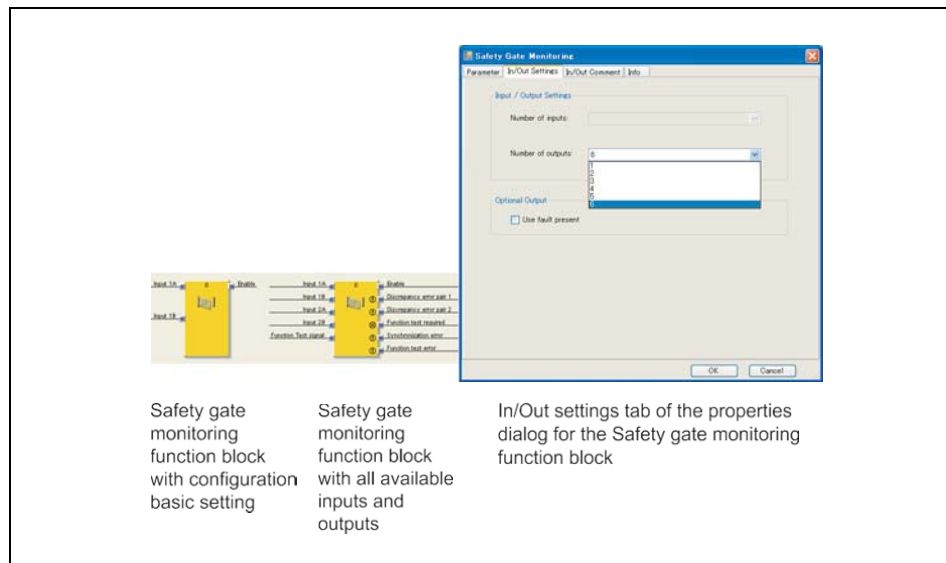 Safety Gate Monitoring
Parameter In/Out Settings In/Out Comment Info
Input / Output Settings
Number of inputs:
Number of outputs: 6
1
2
3
4
5
6
Optional Output
Use fault present
OK Cancel
Input 1A 0 Enable
Input 1B
Input 1A 0 Enable
Input 1B Discrepancy error pair 1
Input 2A Discrepancy error pair 2
Input 2B Function test required
Function Test signal Synchronization error
Function test error
Safety gate
monitoring
function block
with configuration
basic setting
Safety gate
monitoring
function block
with all available
inputs and
outputs
In/Out settings tab of the properties
dialog for the Safety gate monitoring
function block